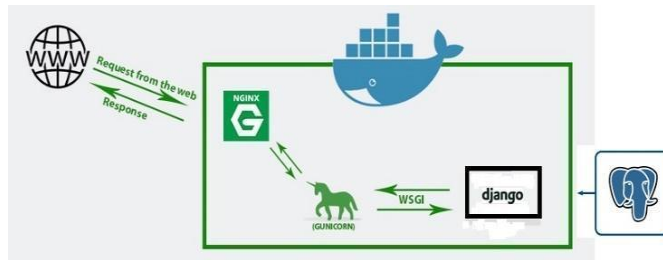 WWW
Request from the web
Response
NGINX
G
(GUNICORN)
WSGI
django